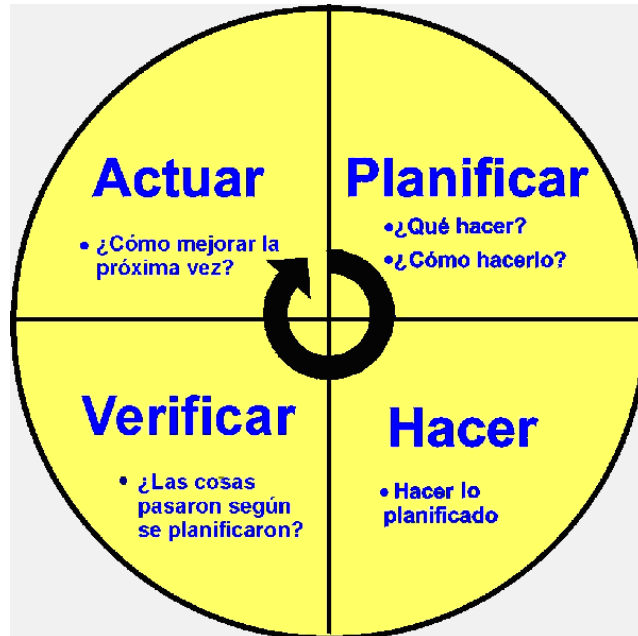 Actuar
• ¿Cómo mejorar la
próxima vez?
Planificar
•¿Qué hacer?
•¿Cómo hacerlo?
Verificar
• ¿Las cosas
pasaron según
se planificaron?
Hacer
• Hacer lo
planificado